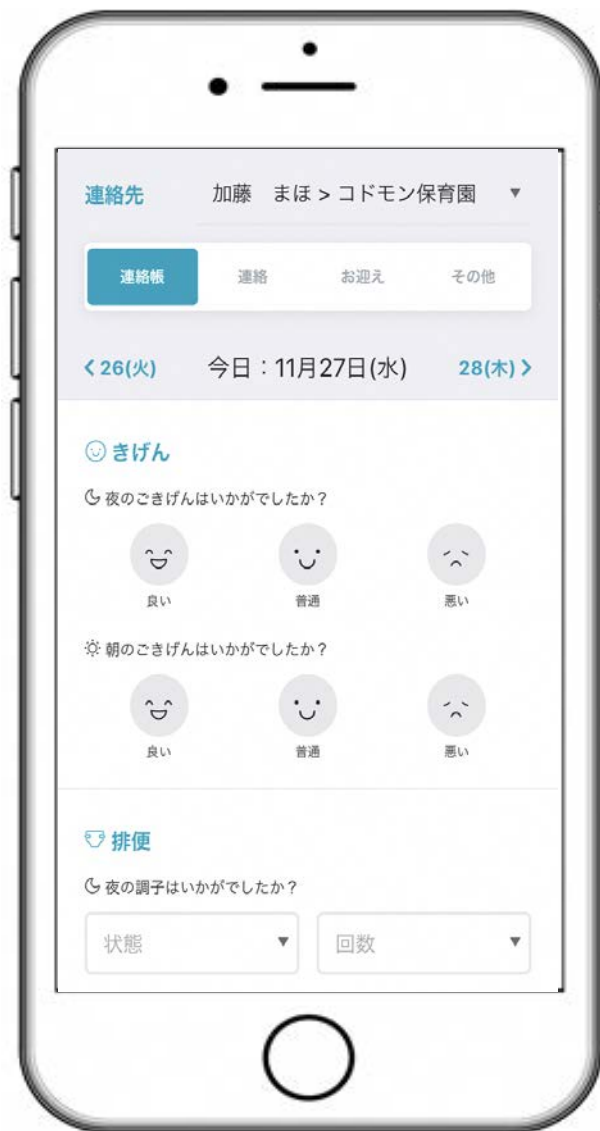 連絡先 加藤 まほ > コドモン保育園 ▼
連絡帳 連絡 お迎え その他
< 26(火) 今日:11月27日(水) 28(木) >
きげん
夜のごきげんはいかがでしたか?
良い 普通 悪い
朝のごきげんはいかがでしたか?
良い 普通 悪い
排便
夜の調子はいかがでしたか?
状態 ▼ 回数 ▼